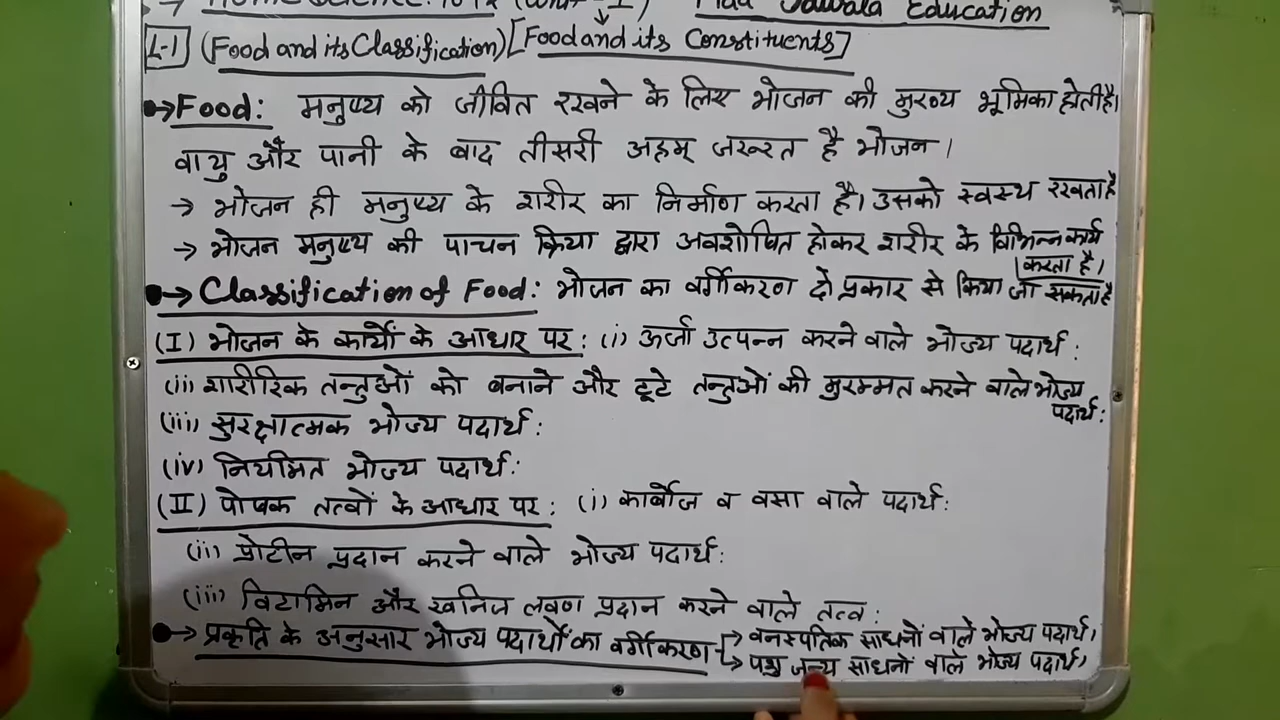 Education
L-1 (Food and its Classification) [Food and its Constituents]
Food: मनुष्य को जीवित रखने के लिए भोजन की मुख्य भूमिका होती है।
वायु और पानी के बाद तीसरी अहम् जरूरत है भोजन।
→ भोजन ही मनुष्य के शरीर का निर्माण करता है। उसको स्वस्थ रखता है
→ भोजन मनुष्य की पाचन क्रिया द्वारा अवशोषित होकर शरीर के विभिन्न कार्य
करता है।
→ Classification of Food: भोजन का वर्गीकरण दो प्रकार से किया जा सकता है
(I) भोजन के कार्यों के आधार पर: (i) ऊर्जा उत्पन्न करने वाले भोज्य पदार्थ:
(ii) शारीरिक तन्तुओं को बनाने और टूटे तन्तुओं की मुरम्मत करने वाले भोज्य
पदार्थ:
(iii) सुरक्षात्मक भोज्य पदार्थ:
(iv) नियमित भोज्य पदार्थ:
(II) पोषक तत्वों के आधार पर: (i) कार्बोज व वसा वाले पदार्थ:
(ii) प्रोटीन प्रदान करने वाले भोज्य पदार्थ:
(iii) विटामिन और खनिज लवण प्रदान करने वाले तत्व:
→ प्रकृति के अनुसार भोज्य पदार्थों का वर्गीकरण → वनस्पतिक साधनों वाले भोज्य पदार्थ,
→ पशु जन्य साधनों वाले भोज्य पदार्थ,